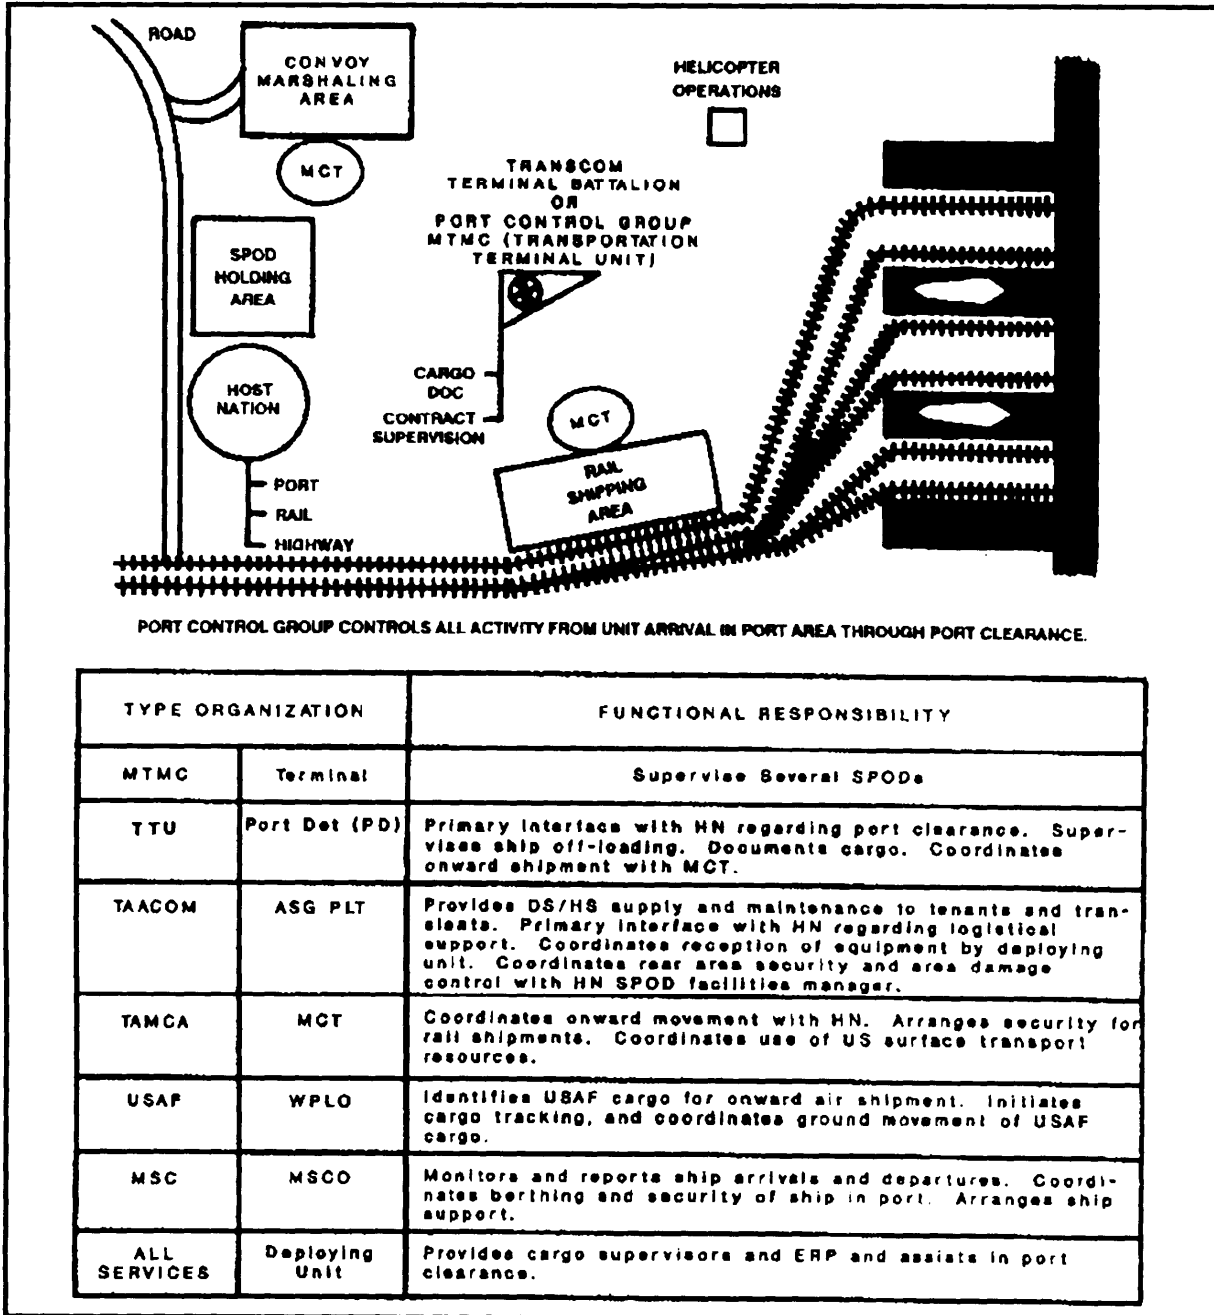 ROAD
CONVOY
MARSHALING
AREA
MCT
HELICOPTER
OPERATIONS
TRANSCOM
TERMINAL BATTALION
OR
PORT CONTROL GROUP
MTMC (TRANSPORTATION
TERMINAL UNIT)
SPOD
HOLDING
AREA
HOST
NATION
PORT
RAIL
HIGHWAY
CARGO
DOC
CONTRACT
SUPERVISION
MCT
RAIL
SHIPPING
AREA
PORT CONTROL GROUP CONTROLS ALL ACTIVITY FROM UNIT ARRIVAL IN PORT AREA THROUGH PORT CLEARANCE.
TYPE ORGANIZATION FUNCTIONAL RESPONSIBILITY
MTMC Terminal Supervise Several SPODs
TTU Port Det (PD) Primary interface with HN regarding port clearance. Super-
vises ship off-loading. Documents cargo. Coordinates
onward shipment with MCT.
TAACOM ASG PLT Provides DS/HS supply and maintenance to tenants and tran-
sients. Primary interface with HN regarding logistical
support. Coordinates reception of equipment by deploying
unit. Coordinates rear area security and area damage
control with HN SPOD facilities manager.
TAMCA MCT Coordinates onward movement with HN. Arranges security for
rail shipments. Coordinates use of US surface transport
resources.
USAF WPLO Identifies USAF cargo for onward air shipment. Initiates
cargo tracking, and coordinates ground movement of USAF
cargo.
MSC MSCO Monitors and reports ship arrivals and departures. Coordi-
nates berthing and security of ship in port. Arranges ship
support.
ALL
SERVICES Deploying
Unit Provides cargo supervisors and ERP and assists in port
clearance.